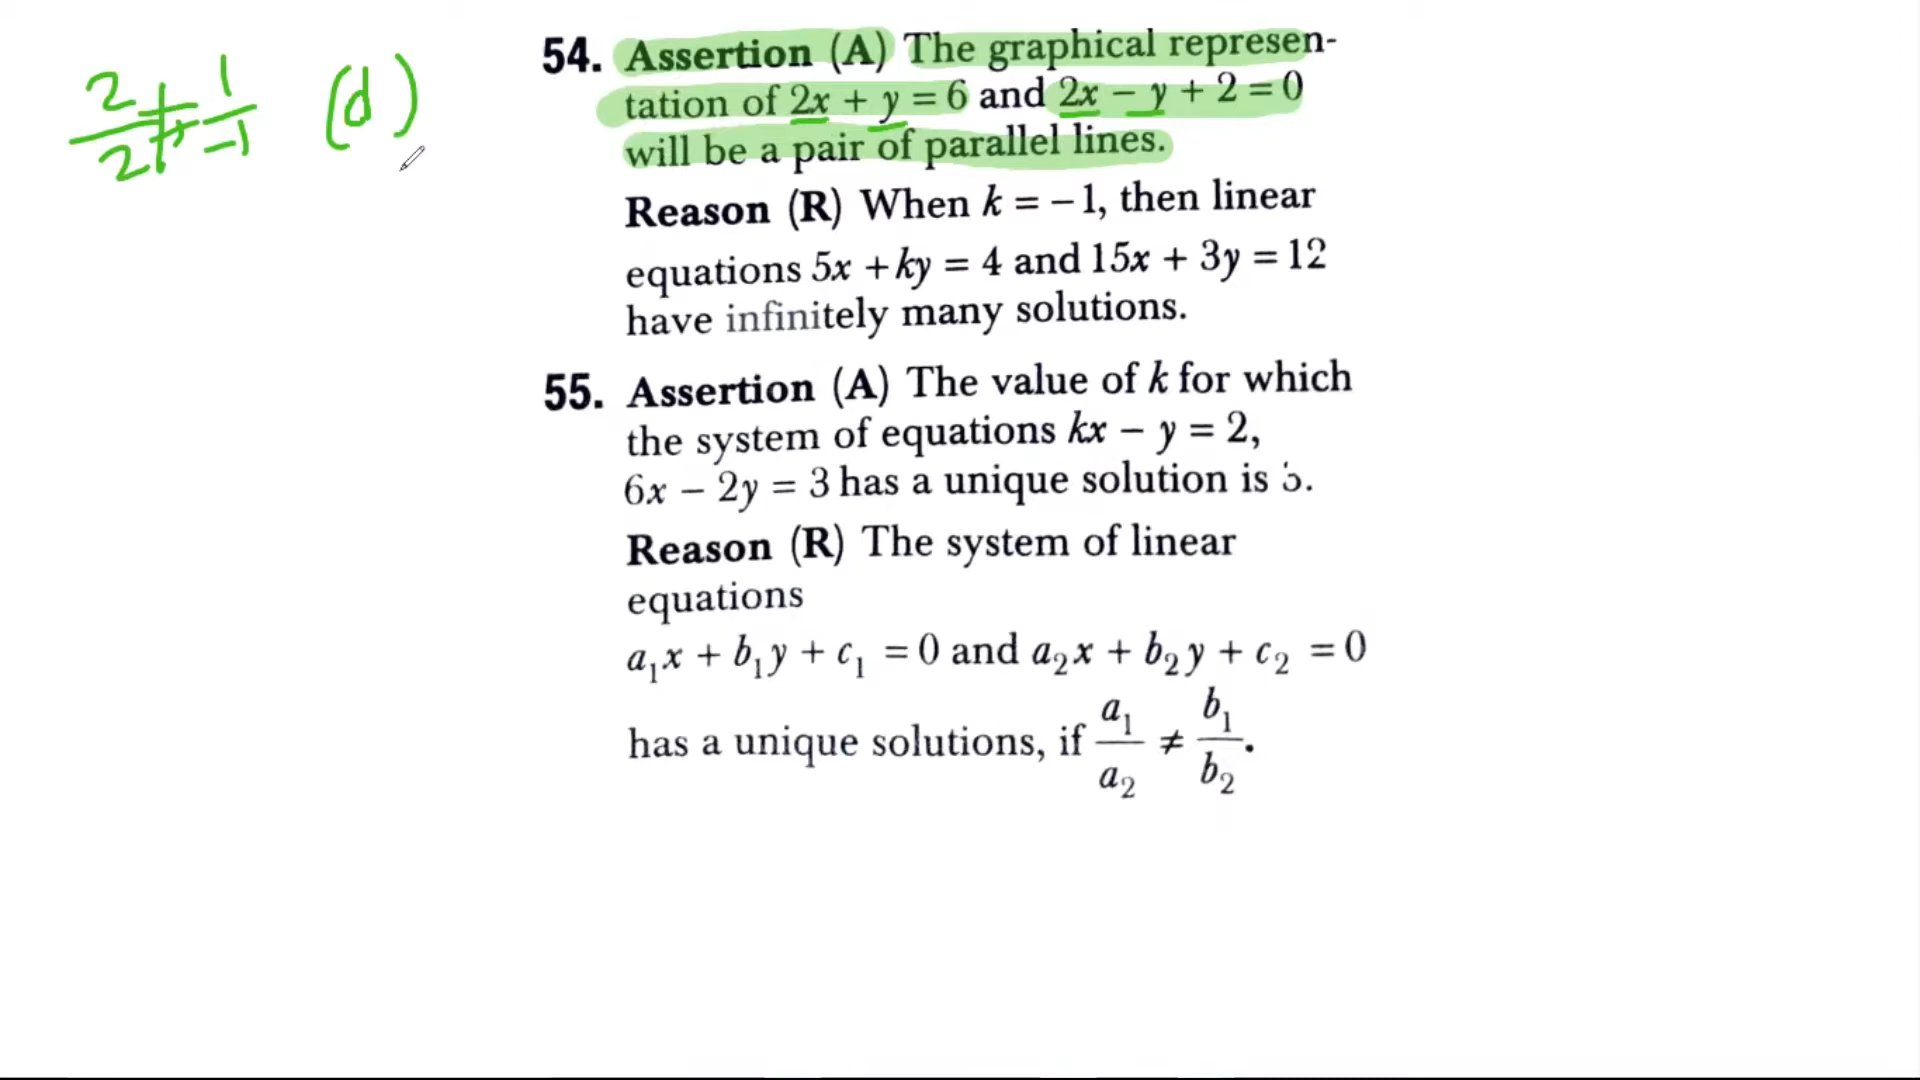 2/2 ≠ 1/-1 (d)
54. Assertion (A) The graphical represen-
tation of 2x + y = 6 and 2x − y + 2 = 0
will be a pair of parallel lines.
Reason (R) When k = −1, then linear
equations 5x + ky = 4 and 15x + 3y = 12
have infinitely many solutions.
55. Assertion (A) The value of k for which
the system of equations kx − y = 2,
6x − 2y = 3 has a unique solution is
Reason (R) The system of linear
equations
a₁x + b₁y + c₁ = 0 and a₂x + b₂y + c₂ = 0
has a unique solutions, if a₁/a₂ ≠ b₁/b₂.